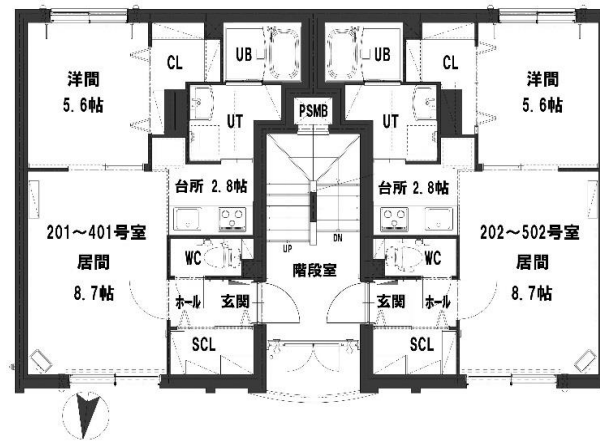 洋間
5.6帖
CL
UB
UB
CL
洋間
5.6帖
PSMB
UT
UT
台所 2.8帖
台所 2.8帖
201～401号室
居間
8.7帖
WC
UP
DN
階段室
WC
202～502号室
居間
8.7帖
ホール
玄関
玄関
ホール
SCL
SCL